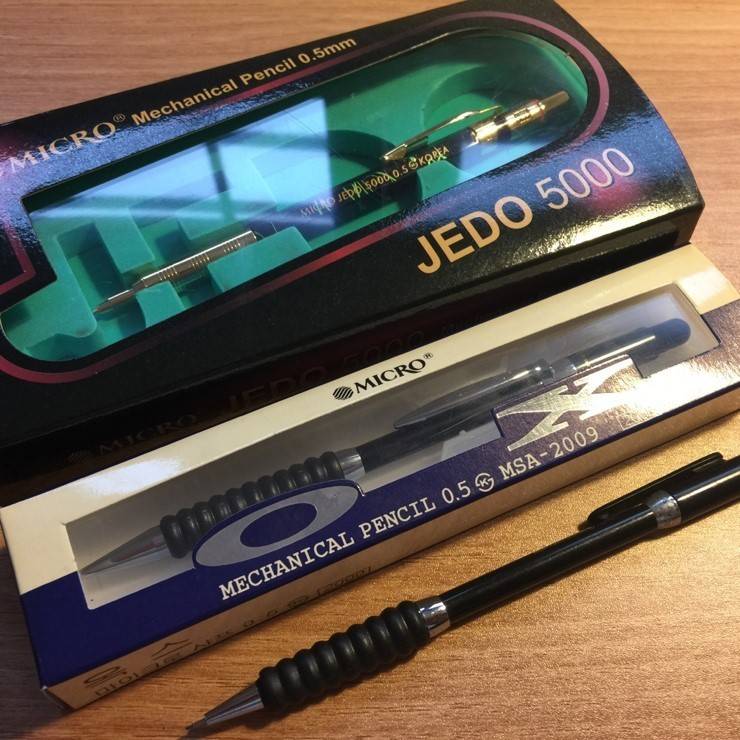 MICRO® Mechanical Pencil 0.5mm
MICRO JEDO 5000 0.5 KOREA
JEDO 5000
MICRO®
MECHANICAL PENCIL 0.5 MSA-2009